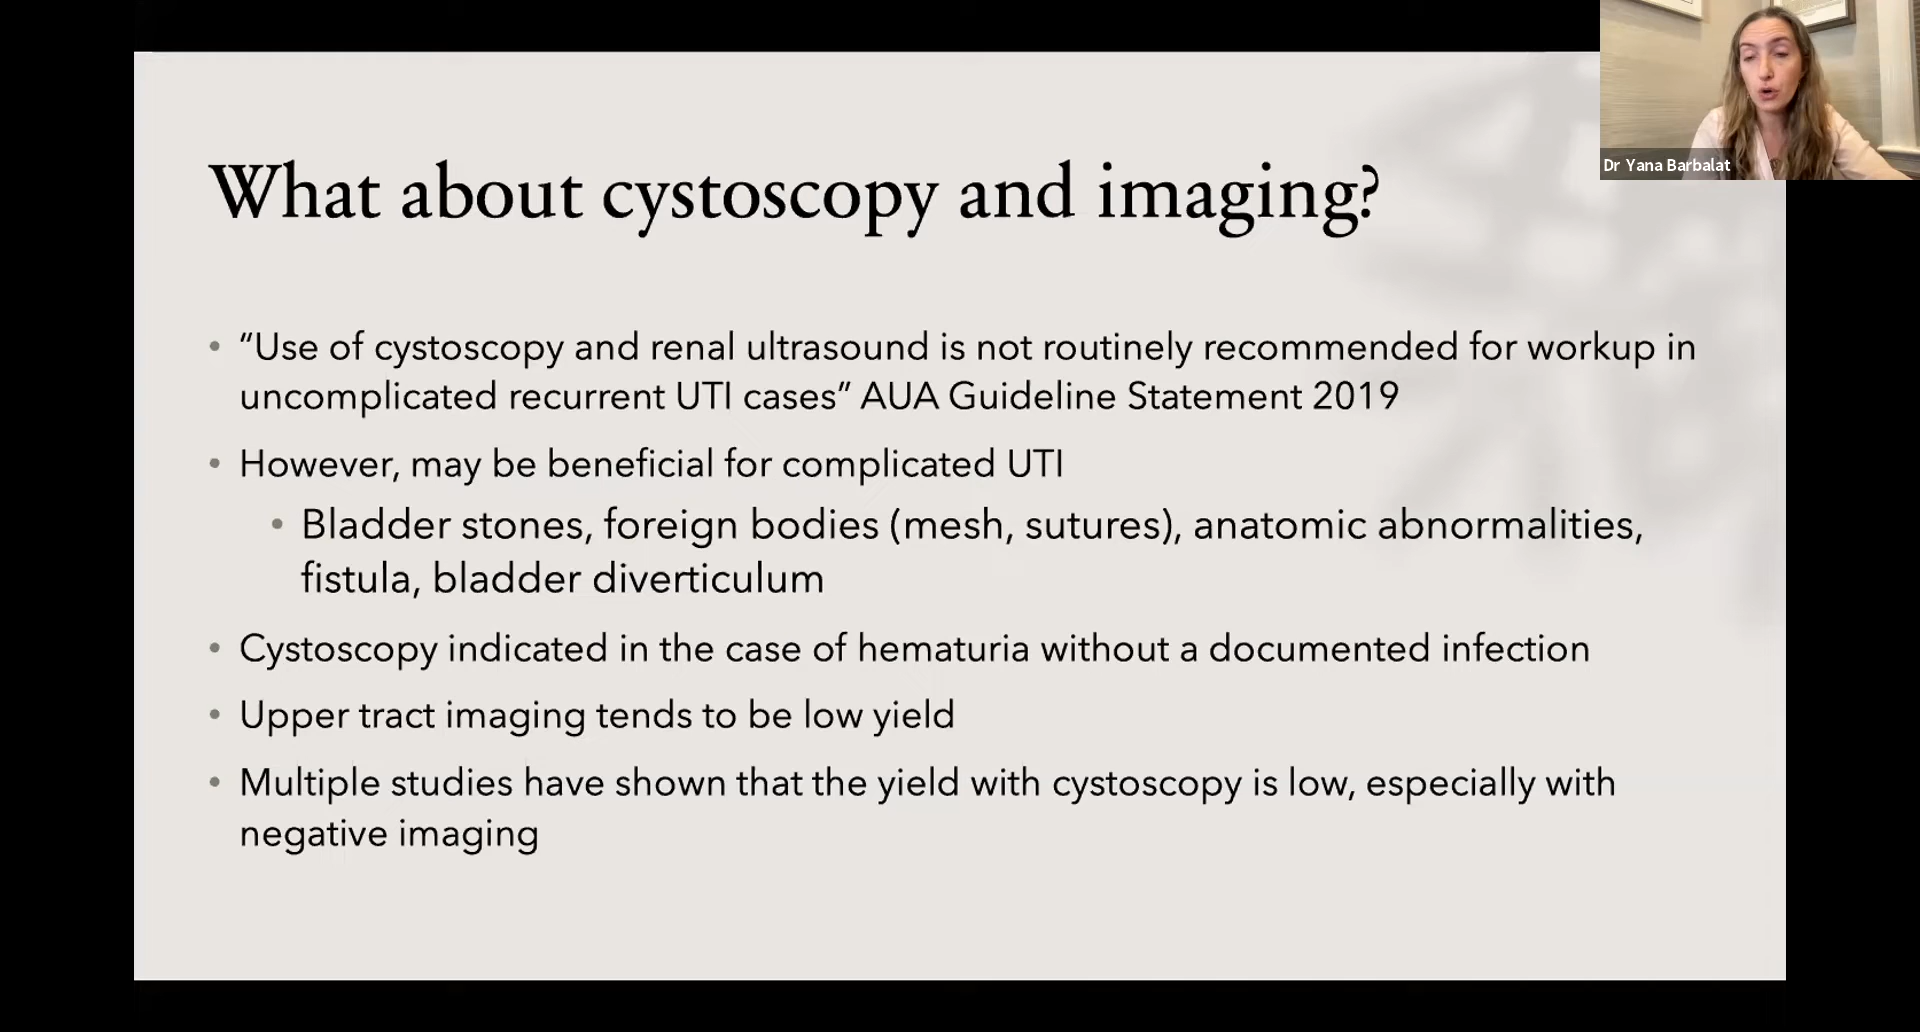 Dr Yana Barbalat
What about cystoscopy and imaging?
• “Use of cystoscopy and renal ultrasound is not routinely recommended for workup in
uncomplicated recurrent UTI cases” AUA Guideline Statement 2019
• However, may be beneficial for complicated UTI
• Bladder stones, foreign bodies (mesh, sutures), anatomic abnormalities,
fistula, bladder diverticulum
• Cystoscopy indicated in the case of hematuria without a documented infection
• Upper tract imaging tends to be low yield
• Multiple studies have shown that the yield with cystoscopy is low, especially with
negative imaging